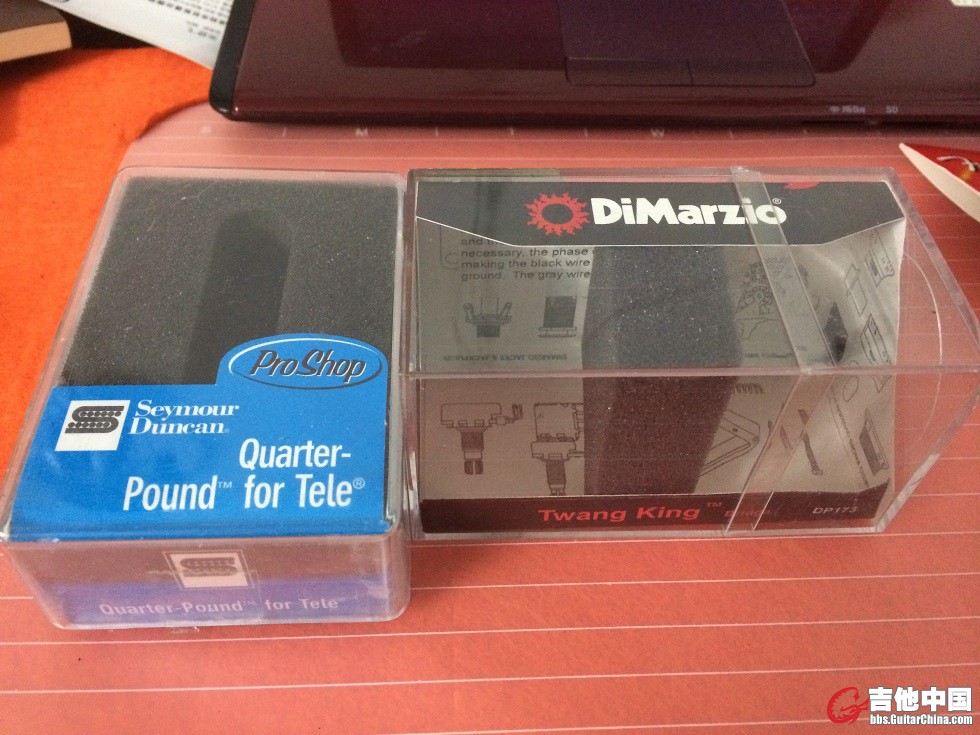 S M L W
SD
ProShop
Seymour
Duncan®
Quarter-
Pound™ for Tele®
Quarter-Pound™ for Tele
DiMarzio®
necessary, the phase
making the black wire
ground. The gray wire
Twang King™
DP173
吉他中国
bbs.GuitarChina.com